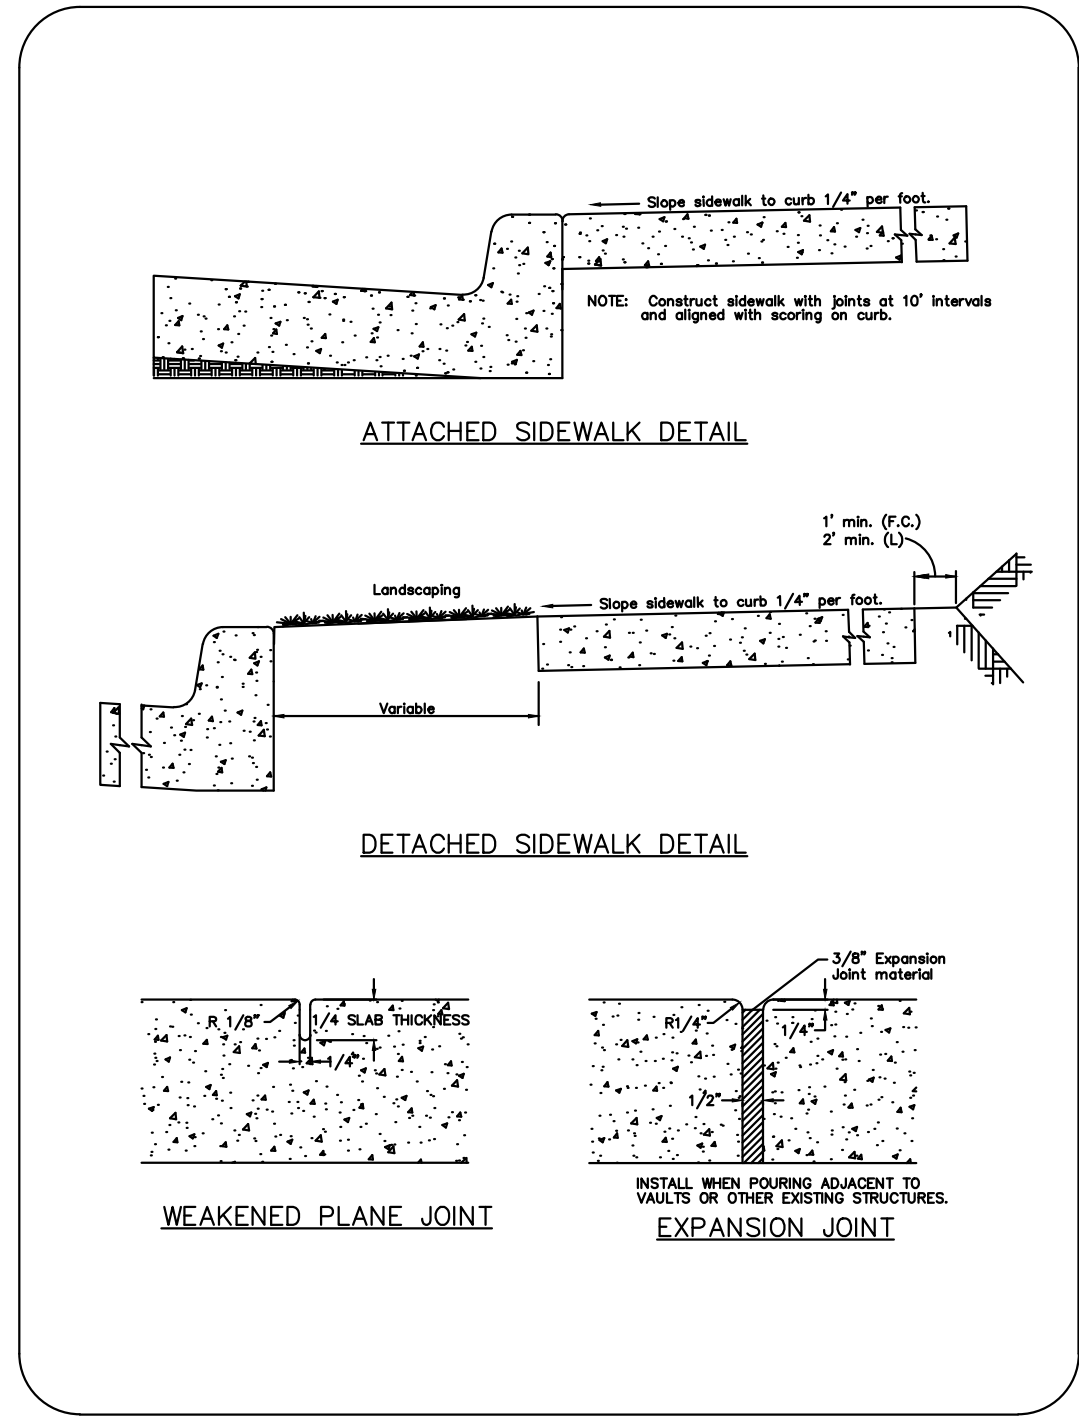 Slope sidewalk to curb 1/4" per foot.
NOTE: Construct sidewalk with joints at 10' intervals
and aligned with scoring on curb.
ATTACHED SIDEWALK DETAIL
1' min. (F.C.)
2' min. (L)
Landscaping
Slope sidewalk to curb 1/4" per foot.
Variable
DETACHED SIDEWALK DETAIL
R 1/8"
1/4 SLAB THICKNESS
1/4"
WEAKENED PLANE JOINT
3/8" Expansion
Joint material
R1/4"
1/4"
1/2"
INSTALL WHEN POURING ADJACENT TO
VAULTS OR OTHER EXISTING STRUCTURES.
EXPANSION JOINT